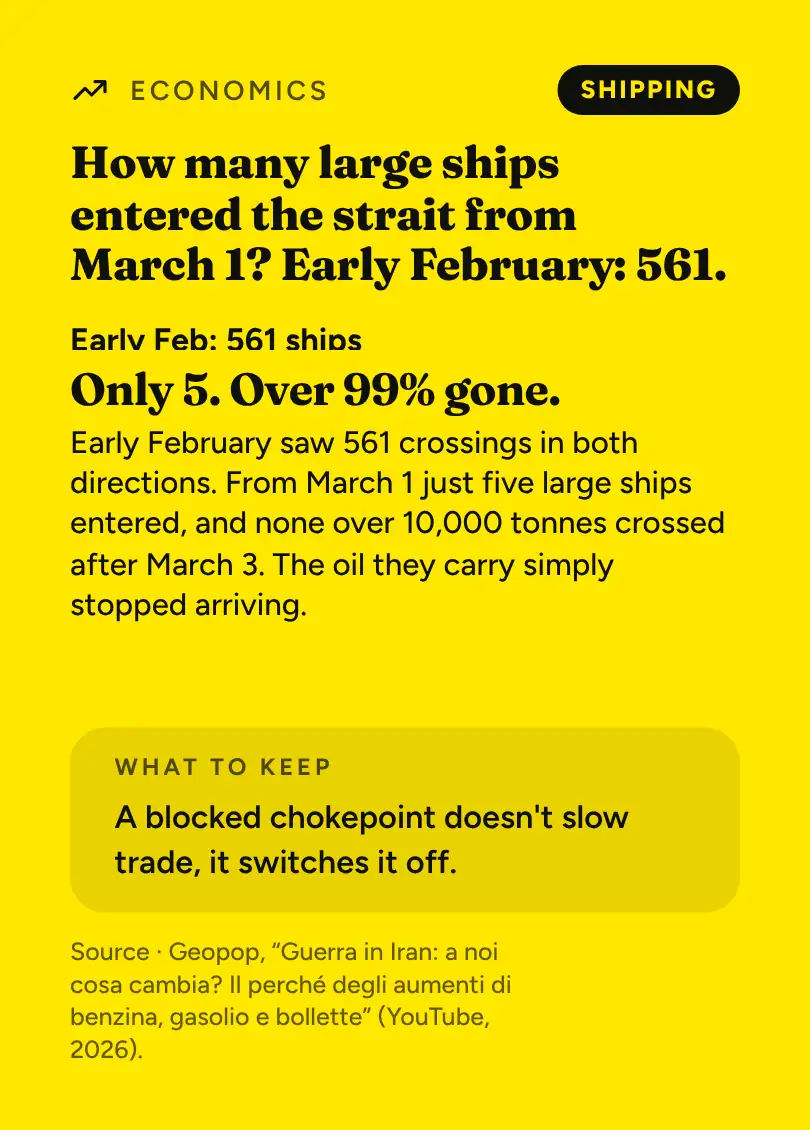 ECONOMICS
SHIPPING
How many large ships
entered the strait from
March 1? Early February: 561.
Early Feb: 561 ships
Only 5. Over 99% gone.
Early February saw 561 crossings in both
directions. From March 1 just five large ships
entered, and none over 10,000 tonnes crossed
after March 3. The oil they carry simply
stopped arriving.
WHAT TO KEEP
A blocked chokepoint doesn't slow
trade, it switches it off.
Source · Geopop, “Guerra in Iran: a noi
cosa cambia? Il perché degli aumenti di
benzina, gasolio e bollette” (YouTube,
2026).